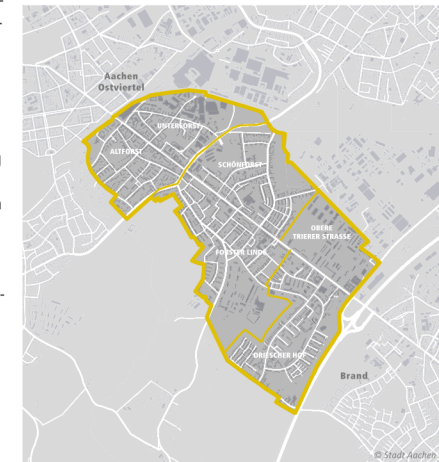 Aachen
Ostviertel
UNTERFORST
ALTFORST
SCHÖNFORST
OBERE
TRIERER STRASSE
FORSTER LINDE
DRIESCHER HOF
Brand
© Stadt Aachen